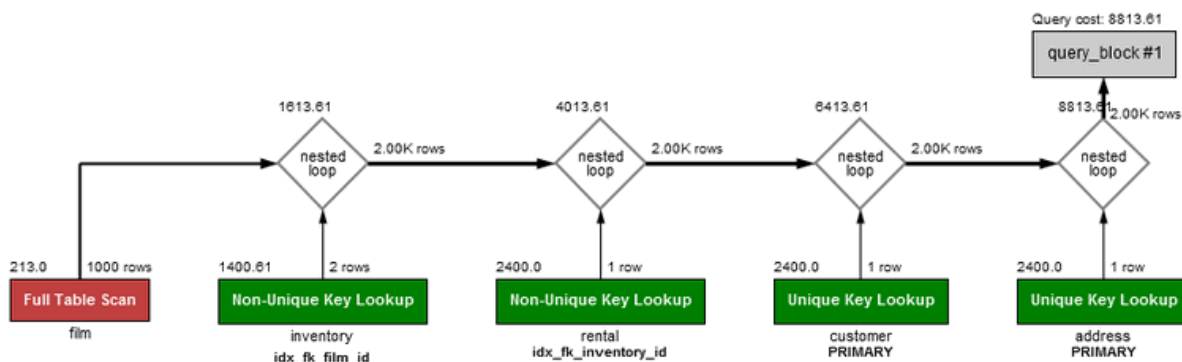 Query cost: 8813.61
query_block #1
1613.61
4013.61
6413.61
8813.61
2.00K rows
nested
loop
2.00K rows
nested
loop
2.00K rows
nested
loop
2.00K rows
nested
loop
213.0 1000 rows
1400.61 2 rows
2400.0 1 row
2400.0 1 row
2400.0 1 row
Full Table Scan
Non-Unique Key Lookup
Non-Unique Key Lookup
Unique Key Lookup
Unique Key Lookup
film
inventory
idx_fk_film_id
rental
idx_fk_inventory_id
customer
PRIMARY
address
PRIMARY